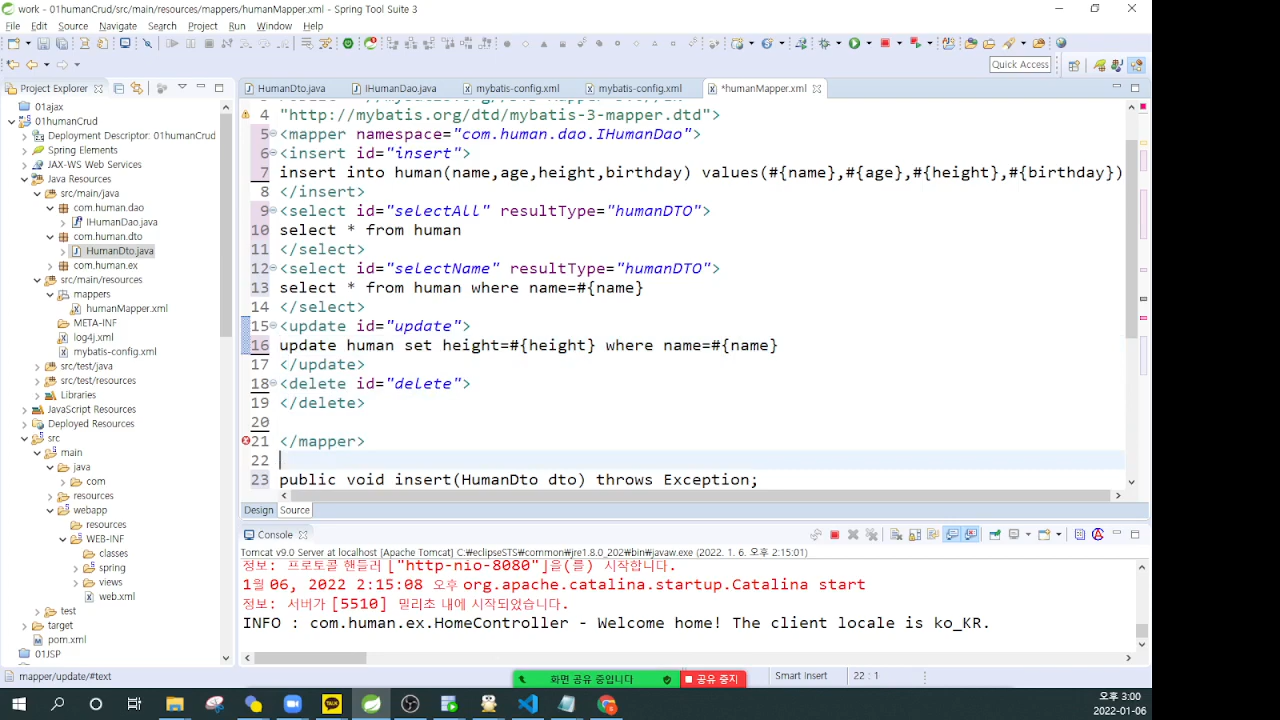 work - 01humanCrud/src/main/resources/mappers/humanMapper.xml - Spring Tool Suite 3
File Edit Source Navigate Search Project Run Window Help
Quick Access
Project Explorer
HumanDto.java IHumanDao.java mybatis-config.xml mybatis-config.xml *humanMapper.xml
01ajax
01humanCrud
Deployment Descriptor: 01humanCrud
Spring Elements
JAX-WS Web Services
Java Resources
src/main/java
com.human.dao
IHumanDao.java
com.human.dto
HumanDto.java
com.human.ex
src/main/resources
mappers
humanMapper.xml
META-INF
log4j.xml
mybatis-config.xml
src/test/java
src/test/resources
Libraries
JavaScript Resources
Deployed Resources
src
main
java
com
resources
webapp
resources
WEB-INF
classes
spring
views
web.xml
test
target
pom.xml
01JSP
4 "http://mybatis.org/dtd/mybatis-3-mapper.dtd">
5 <mapper namespace="com.human.dao.IHumanDao">
6 <insert id="insert">
7 insert into human(name,age,height,birthday) values(#{name},#{age},#{height},#{birthday})
8 </insert>
9 <select id="selectAll" resultType="humanDTO">
10 select * from human
11 </select>
12 <select id="selectName" resultType="humanDTO">
13 select * from human where name=#{name}
14 </select>
15 <update id="update">
16 update human set height=#{height} where name=#{name}
17 </update>
18 <delete id="delete">
19 </delete>
20
21 </mapper>
22
23 public void insert(HumanDto dto) throws Exception;
Design Source
Console
Tomcat v9.0 Server at localhost [Apache Tomcat] C:₩eclipseSTS₩common₩jre1.8.0_202₩bin₩javaw.exe (2022. 1. 6. 오후 2:15:01)
정보: 프로토콜 핸들러 ["http-nio-8080"]을(를) 시작합니다.
1월 06, 2022 2:15:08 오후 org.apache.catalina.startup.Catalina start
정보: 서버가 [5510] 밀리초 내에 시작되었습니다.
INFO : com.human.ex.HomeController - Welcome home! The client locale is ko_KR.
mapper/update/#text
화면 공유 중입니다 공유 중지
Smart Insert 22 : 1
TALK
오후 3:00
2022-01-06